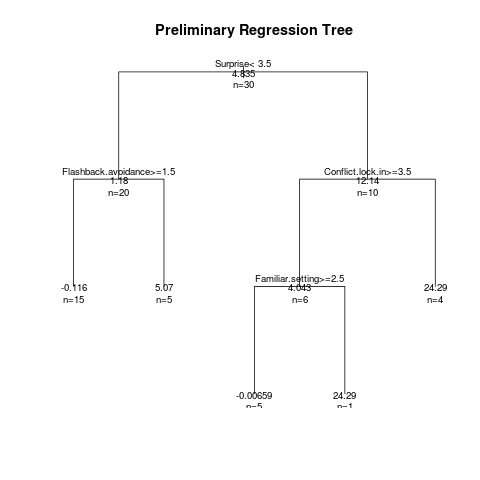 Preliminary Regression Tree
Surprise< 3.5
4.835
n=30
Flashback.avoidance>=1.5
1.18
n=20
Conflict.lock.in>=3.5
12.14
n=10
-0.116
n=15
5.07
n=5
Familiar.setting>=2.5
4.043
n=6
24.29
n=4
-0.00659
n=5
24.29
n=1